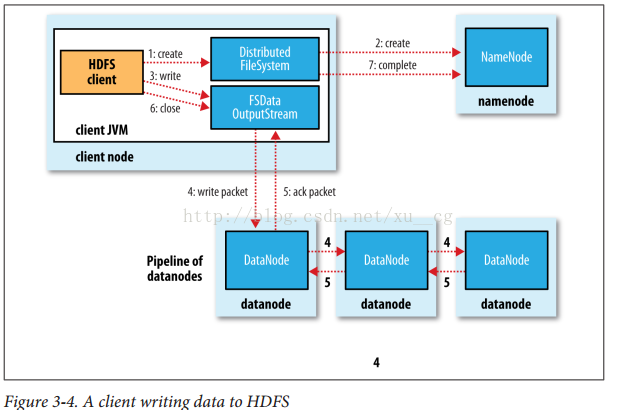 1: create
HDFS
client
3: write
6: close
Distributed
FileSystem
FSData
OutputStream
client JVM
client node
2: create
7: complete
NameNode
namenode
4: write packet
5: ack packet
http://blog.csdn.net/xu__cg
Pipeline of
datanodes
DataNode
datanode
4
5
DataNode
datanode
4
5
DataNode
datanode
4
Figure 3-4. A client writing data to HDFS